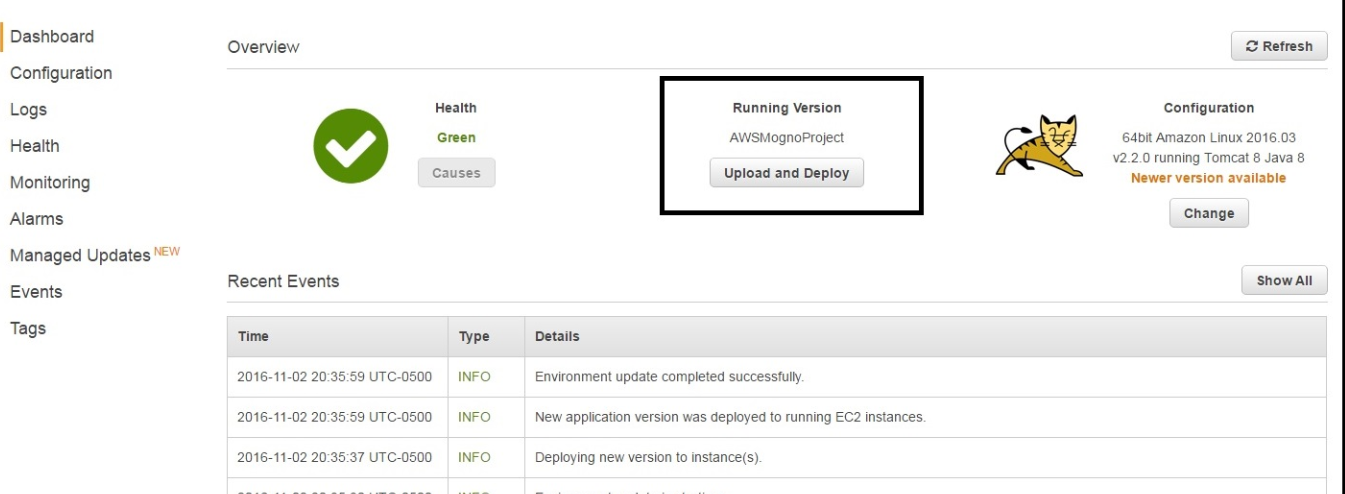 Dashboard
Configuration
Logs
Health
Monitoring
Alarms
Managed Updates NEW
Events
Tags
Overview
Refresh
Health
Green
Causes
Running Version
AWSMognoProject
Upload and Deploy
Configuration
64bit Amazon Linux 2016.03
v2.2.0 running Tomcat 8 Java 8
Newer version available
Change
Recent Events
Show All
Time Type Details
2016-11-02 20:35:59 UTC-0500 INFO Environment update completed successfully.
2016-11-02 20:35:59 UTC-0500 INFO New application version was deployed to running EC2 instances.
2016-11-02 20:35:37 UTC-0500 INFO Deploying new version to instance(s).